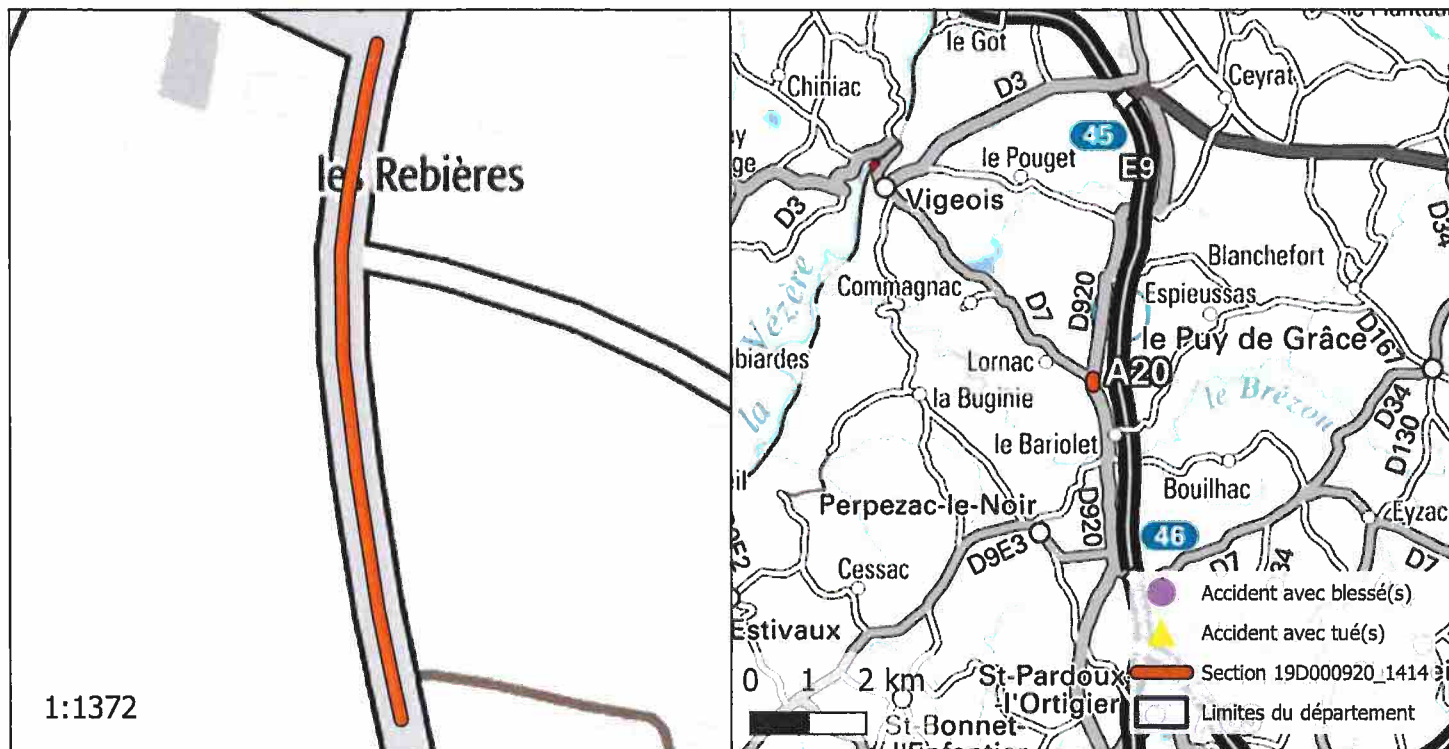 les Rebières
1:1372
le Got
Chiniac
D3
Ceyrat
45
E9
le Pouget
Vigeois
D3
D34
Blanchefort
la Vézère
Commagnac
D7
D920
Espieussas
le Puy de Grâce
D167
Lornac
A20
la Buginie
le Brézou
D34
D130
le Bariolet
Bouilhac
Perpezac-le-Noir
D920
46
Eyzac
D9E3
D7
D7
Cessac
Estivaux
St-Pardoux-
l'Ortigier
0 1 2 km
St-Bonnet-
Accident avec blessé(s)
Accident avec tué(s)
Section 19D000920_1414
Limites du département